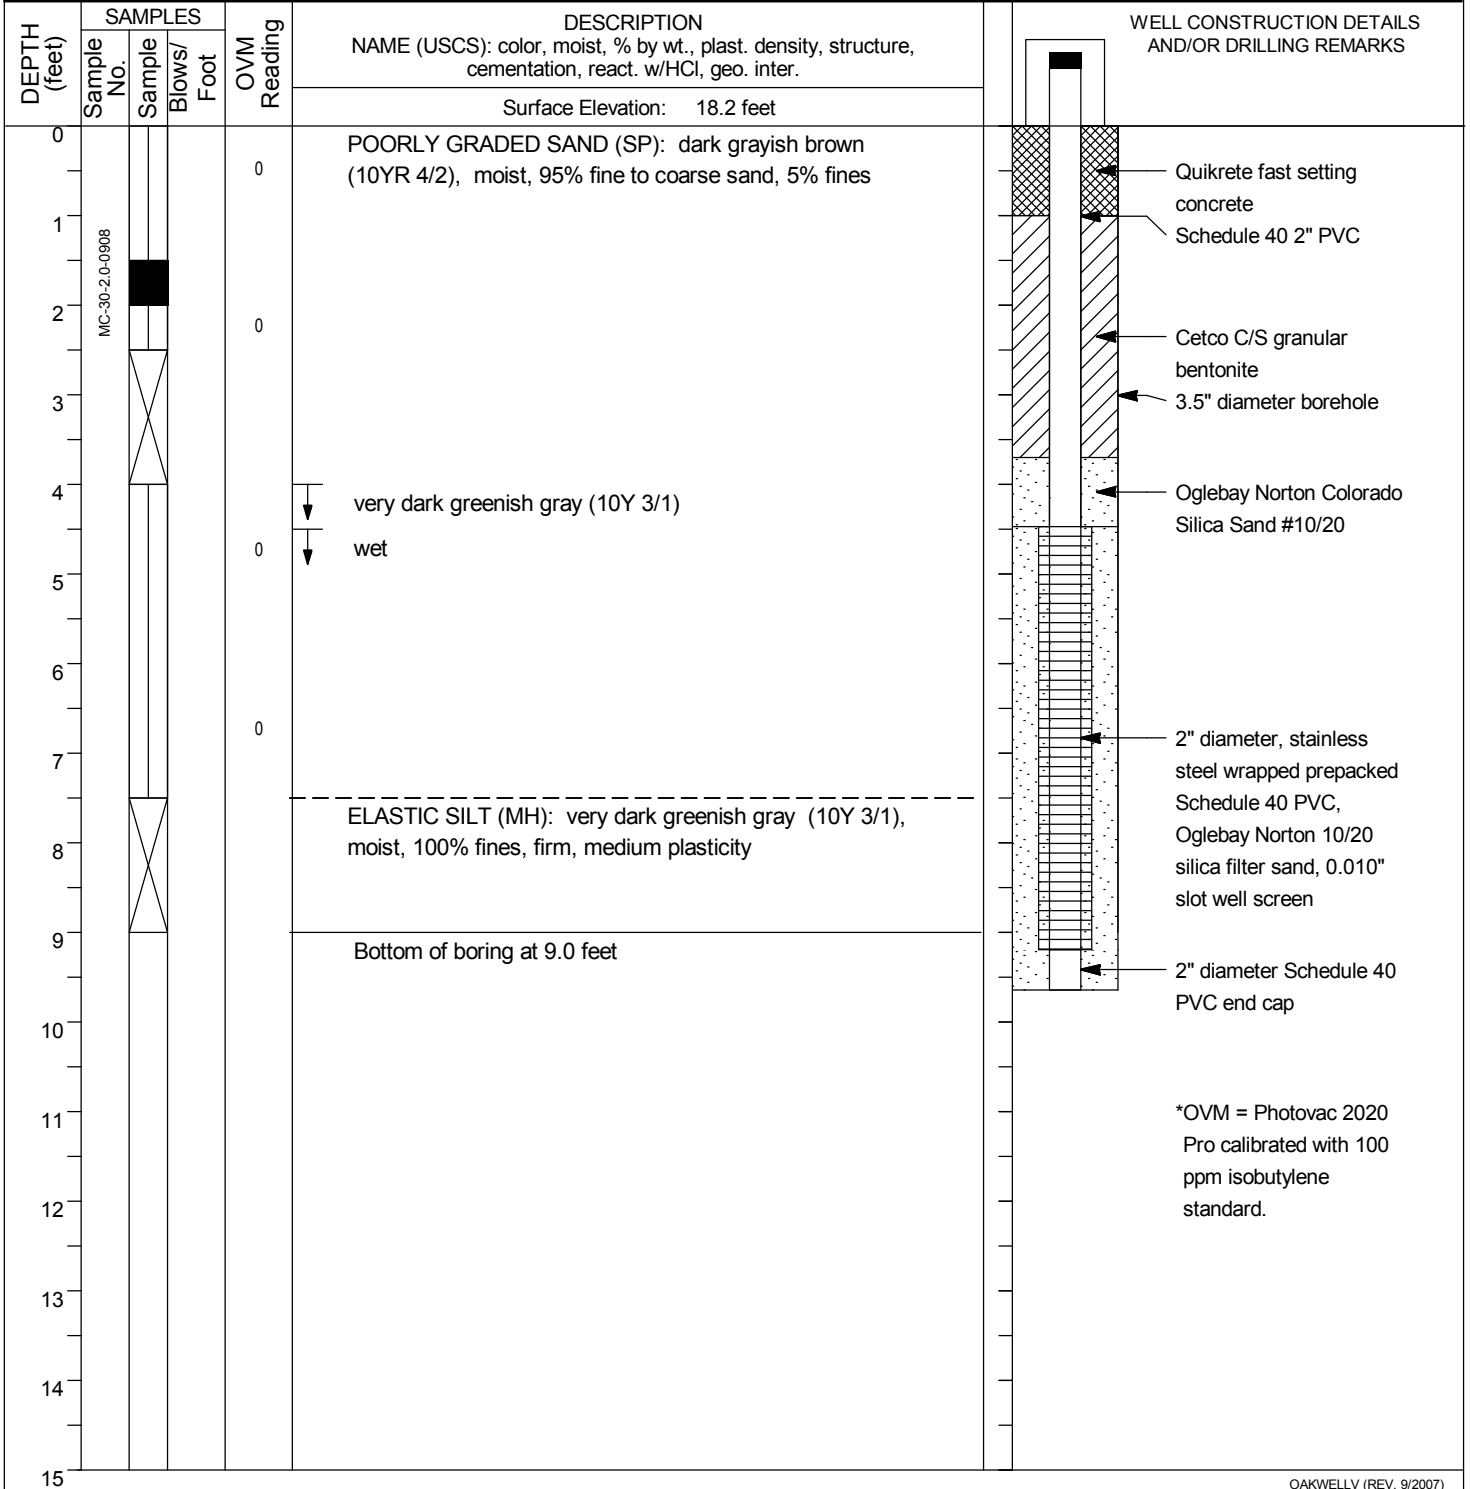 DEPTH
(feet)
SAMPLES
Sample
No.
Sample
Blows/
Foot
OVM
Reading
DESCRIPTION
NAME (USCS): color, moist, % by wt., plast. density, structure,
cementation, react. w/HCl, geo. inter.
Surface Elevation: 18.2 feet
WELL CONSTRUCTION DETAILS
AND/OR DRILLING REMARKS
0
1
2
3
4
5
6
7
8
9
10
11
12
13
14
15
MC-30-2.0-0908
0
0
0
0
POORLY GRADED SAND (SP): dark grayish brown
(10YR 4/2), moist, 95% fine to coarse sand, 5% fines
very dark greenish gray (10Y 3/1)
wet
ELASTIC SILT (MH): very dark greenish gray (10Y 3/1),
moist, 100% fines, firm, medium plasticity
Bottom of boring at 9.0 feet
Quikrete fast setting
concrete
Schedule 40 2" PVC
Cetco C/S granular
bentonite
3.5" diameter borehole
Oglebay Norton Colorado
Silica Sand #10/20
2" diameter, stainless
steel wrapped prepacked
Schedule 40 PVC,
Oglebay Norton 10/20
silica filter sand, 0.010"
slot well screen
2" diameter Schedule 40
PVC end cap
*OVM = Photovac 2020
Pro calibrated with 100
ppm isobutylene
standard.
OAKWELLV (REV. 9/2007)